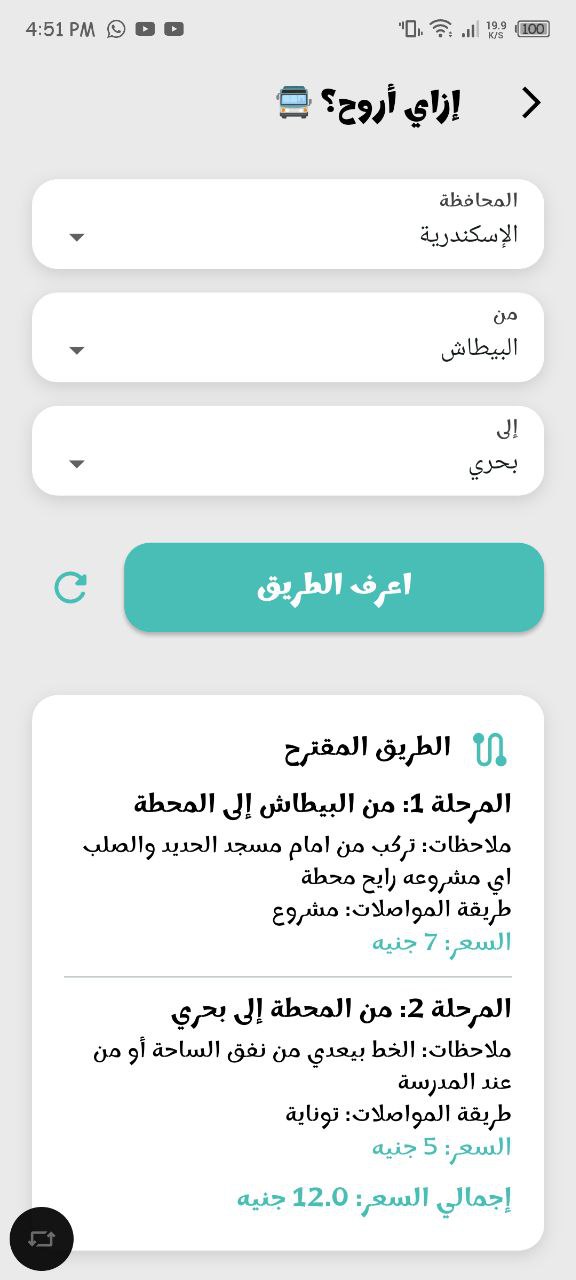 4:51 PM
19.9 K/S
100
إزاي أروح؟ 🚍
المحافظة
الإسكندرية
من
البيطاش
إلى
بحري
اعرف الطريق
الطريق المقترح
المرحلة 1: من البيطاش إلى المحطة
ملاحظات: تركب من امام مسجد الحديد والصلب
اي مشروعه رايح محطة
طريقة المواصلات: مشروع
السعر: 7 جنيه
المرحلة 2: من المحطة إلى بحري
ملاحظات: الخط بيعدي من نفق الساحة أو من
عند المدرسة
طريقة المواصلات: توناية
السعر: 5 جنيه
إجمالي السعر: 12.0 جنيه